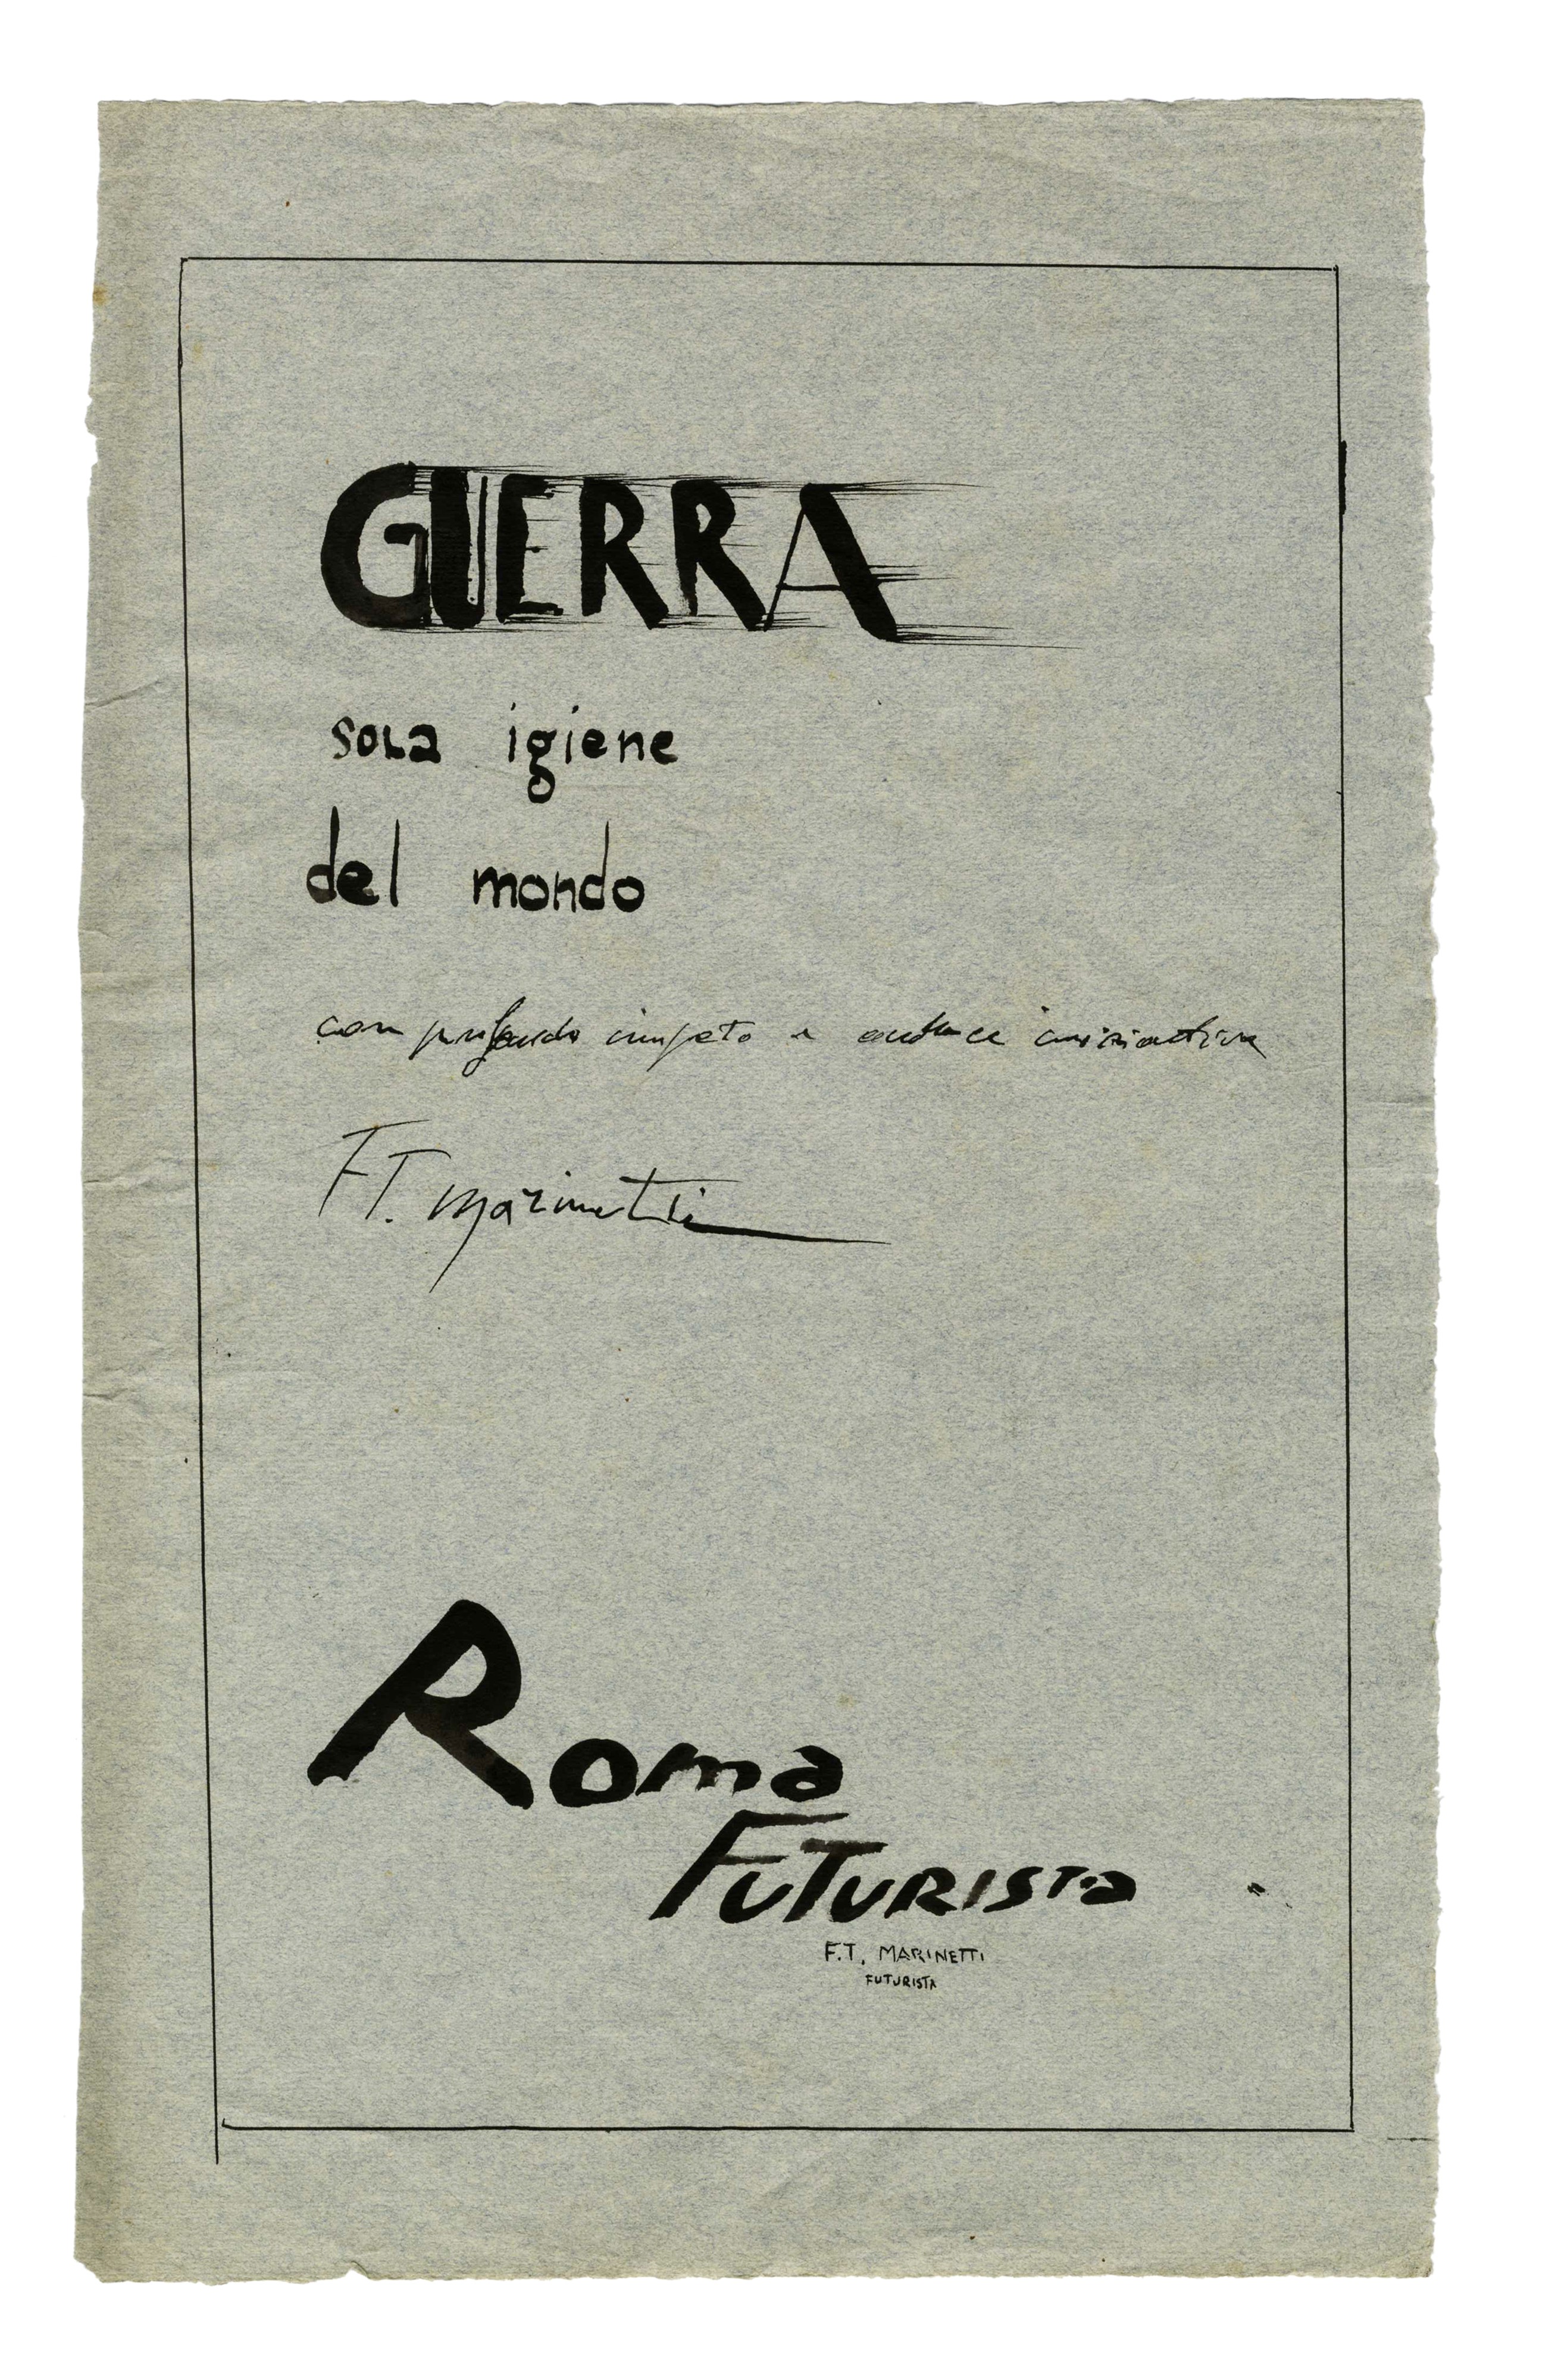 GUERRA
sola igiene
del mondo
con profondo impeto e audace iniziativa
F.T. Marinetti
Roma
FuTuRISTa
F.T. MARINETTI
FUTURISTA